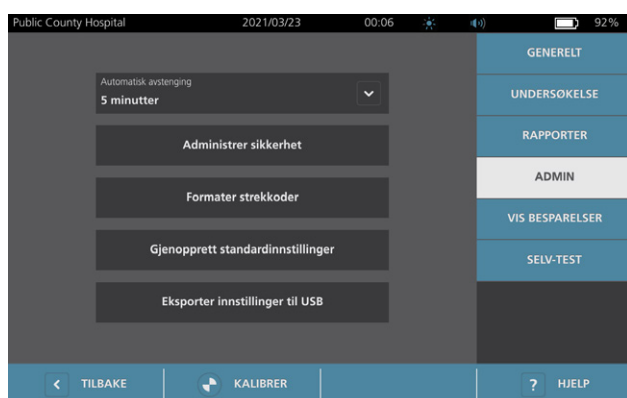 Public County Hospital 2021/03/23 00:06 92%
GENERELT
Automatisk avstenging
5 minutter
UNDERSØKELSE
Administrer sikkerhet
RAPPORTER
ADMIN
Formater strekkoder
VIS BESPARELSER
Gjenopprett standardinnstillinger
SELV-TEST
Eksporter innstillinger til USB
TILBAKE KALIBRER ? HJELP